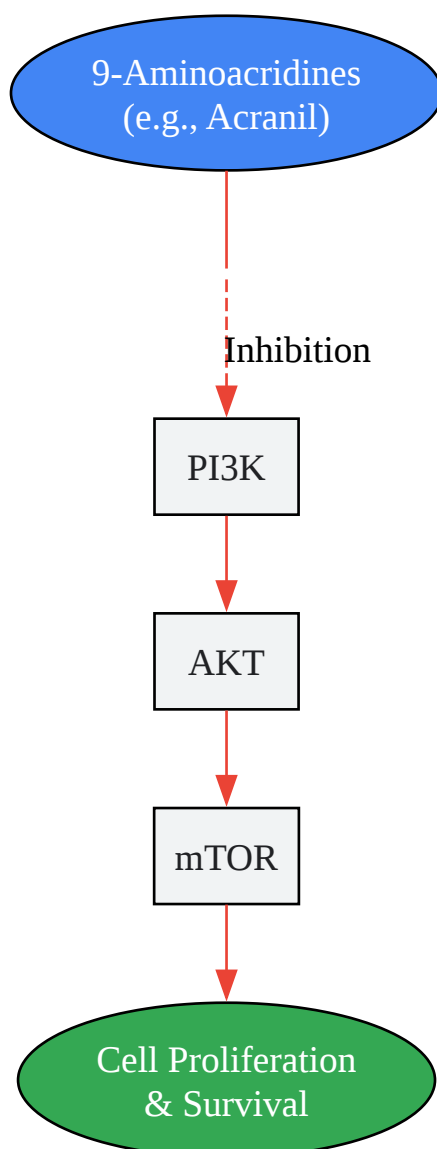 9-Aminoacridines
(e.g., Acranil)
Inhibition
PI3K
AKT
mTOR
Cell Proliferation
& Survival